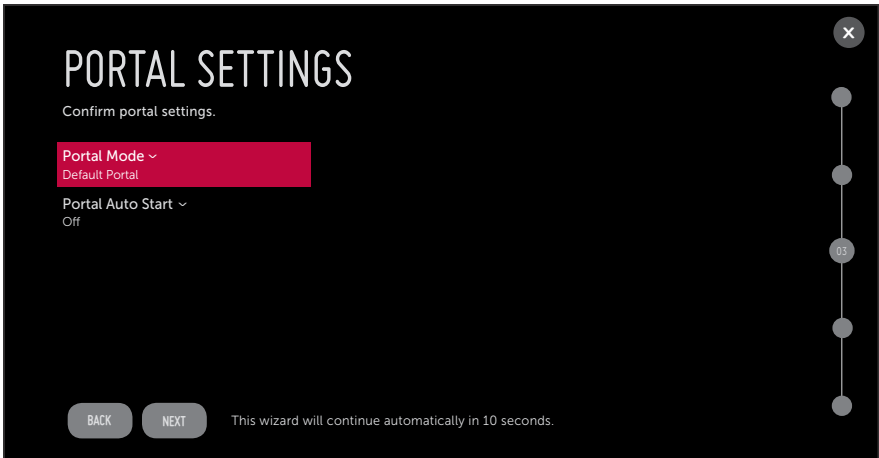 X
PORTAL SETTINGS
Confirm portal settings.
Portal Mode
Default Portal
Portal Auto Start
Off
03
BACK NEXT This wizard will continue automatically in 10 seconds.